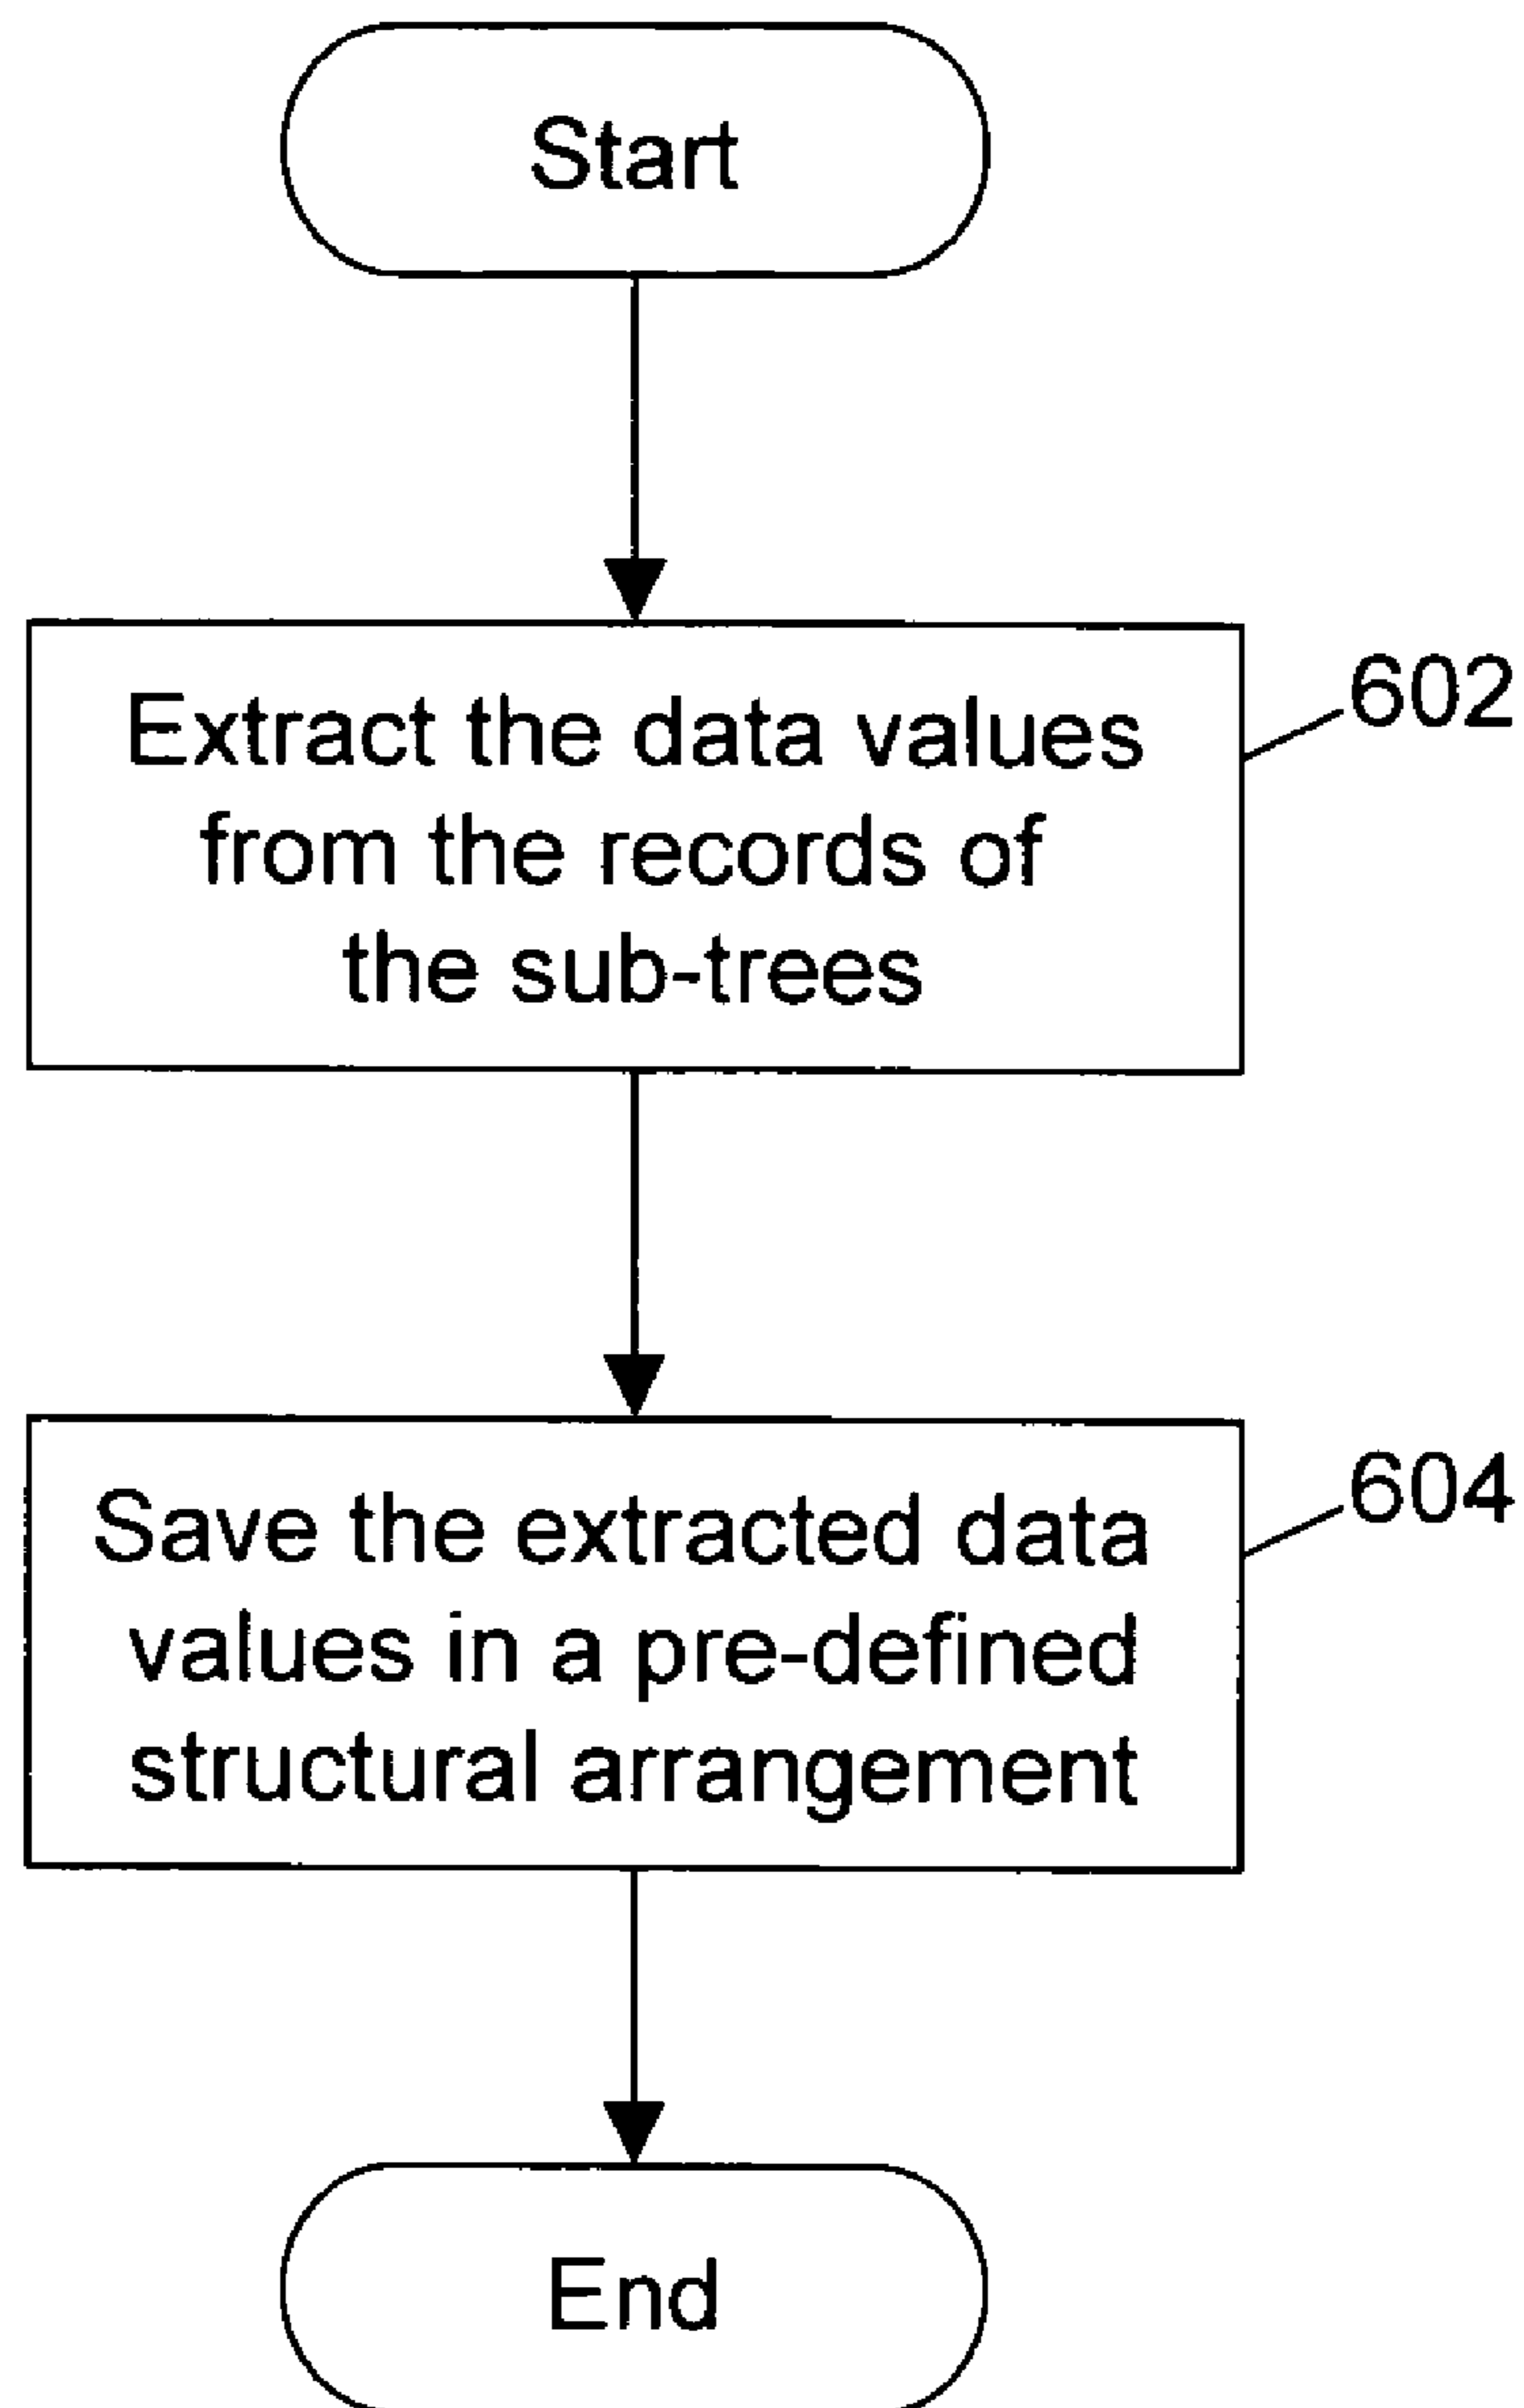 Start
Extract the data values
from the records of
the sub-trees
602
Save the extracted data
values in a pre-defined
structural arrangement
604
End